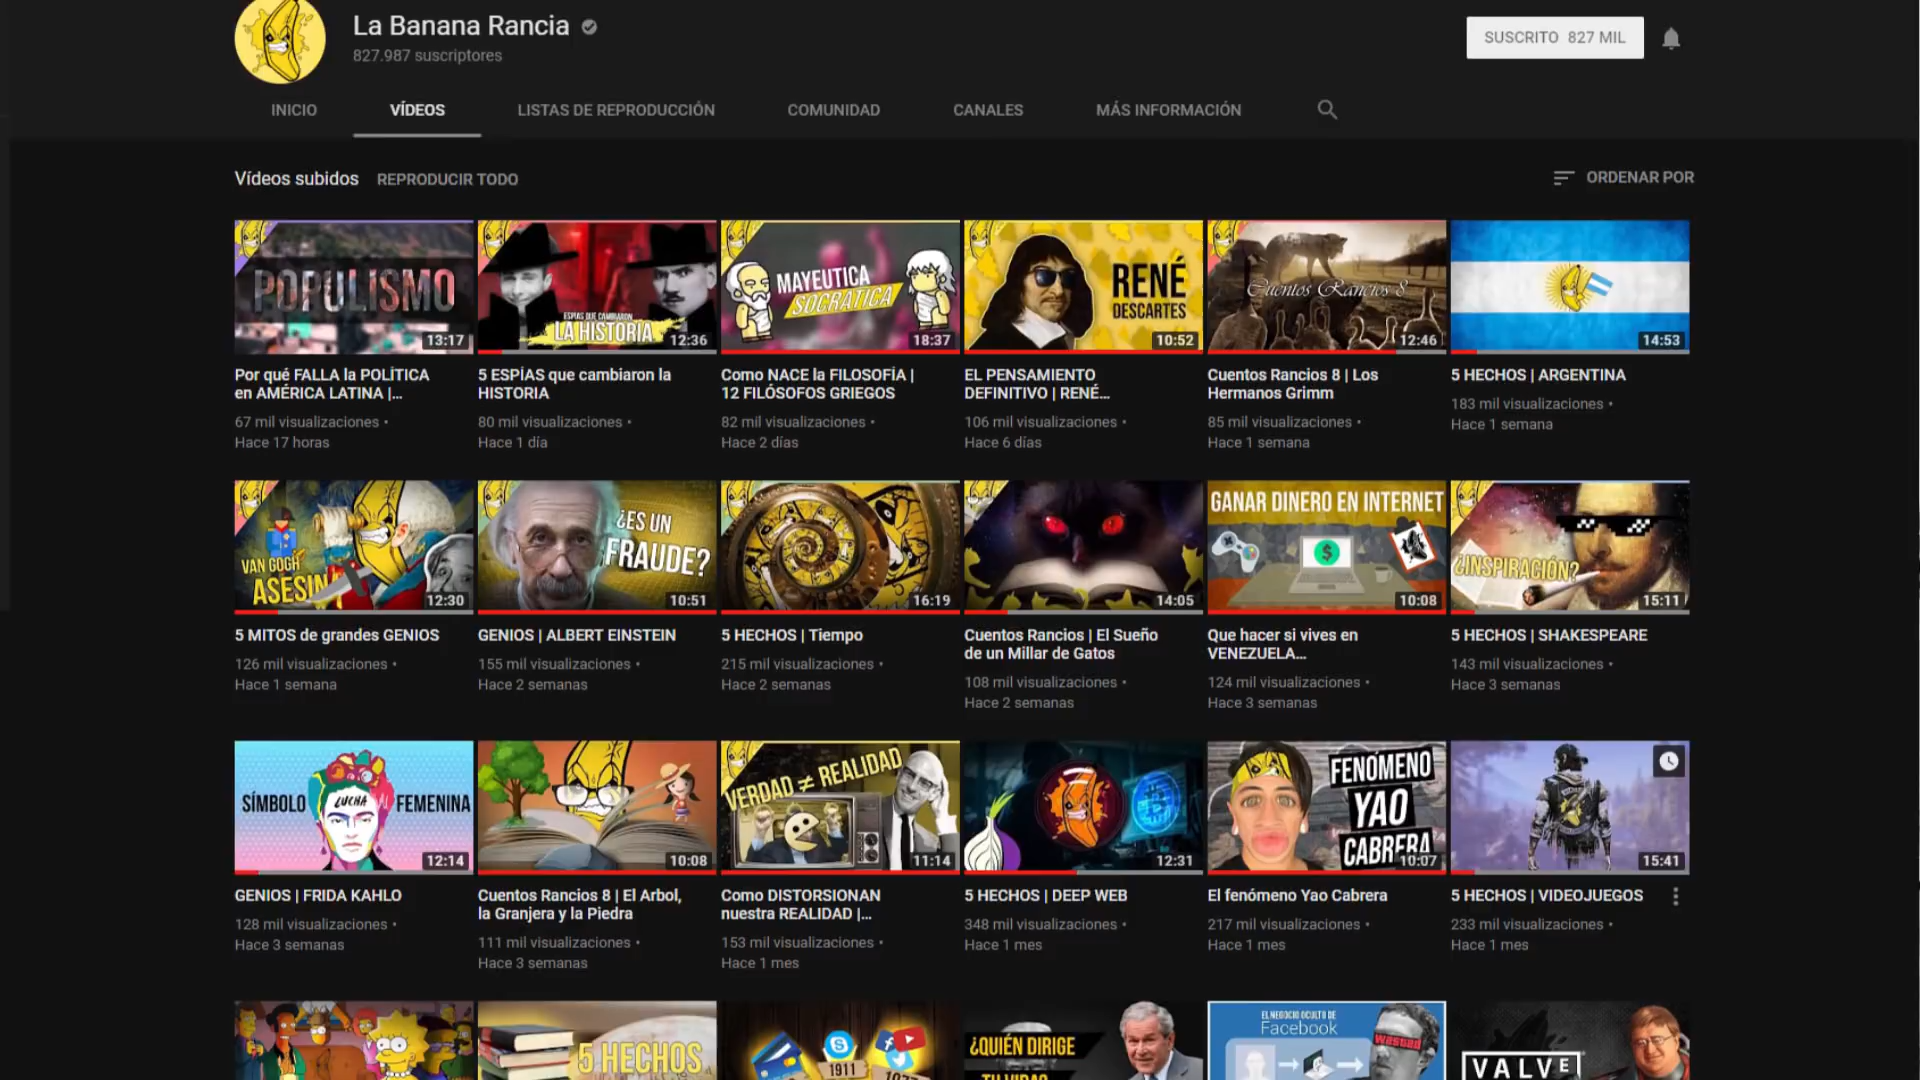 La Banana Rancia
827.987 suscriptores
SUSCRITO 827 MIL
INICIO
VÍDEOS
LISTAS DE REPRODUCCIÓN
COMUNIDAD
CANALES
MÁS INFORMACIÓN
Vídeos subidos
REPRODUCIR TODO
ORDENAR POR
POPULISMO
13:17
ESPÍAS QUE CAMBIARON
LA HISTORIA
12:36
MAYEUTICA
SOCRÁTICA
18:37
RENÉ
DESCARTES
10:52
Cuentos Rancios 8
12:46
14:53
Por qué FALLA la POLÍTICA
en AMÉRICA LATINA |...
67 mil visualizaciones •
Hace 17 horas
5 ESPÍAS que cambiaron la
HISTORIA
80 mil visualizaciones •
Hace 1 día
Como NACE la FILOSOFÍA |
12 FILÓSOFOS GRIEGOS
82 mil visualizaciones •
Hace 2 días
EL PENSAMIENTO
DEFINITIVO | RENÉ...
106 mil visualizaciones •
Hace 6 días
Cuentos Rancios 8 | Los
Hermanos Grimm
85 mil visualizaciones •
Hace 1 semana
5 HECHOS | ARGENTINA
183 mil visualizaciones •
Hace 1 semana
VAN GOGH
ASESIN
12:30
¿ES UN
FRAUDE?
10:51
16:19
14:05
GANAR DINERO EN INTERNET
10:08
¿INSPIRACIÓN?
15:11
5 MITOS de grandes GENIOS
126 mil visualizaciones •
Hace 1 semana
GENIOS | ALBERT EINSTEIN
155 mil visualizaciones •
Hace 2 semanas
5 HECHOS | Tiempo
215 mil visualizaciones •
Hace 2 semanas
Cuentos Rancios | El Sueño
de un Millar de Gatos
108 mil visualizaciones •
Hace 2 semanas
Que hacer si vives en
VENEZUELA...
124 mil visualizaciones •
Hace 3 semanas
5 HECHOS | SHAKESPEARE
143 mil visualizaciones •
Hace 3 semanas
SÍMBOLO LUCHA FEMENINA
12:14
10:08
VERDAD ≠ REALIDAD
11:14
12:31
FENÓMENO
YAO
CABRERA
10:07
15:41
GENIOS | FRIDA KAHLO
128 mil visualizaciones •
Hace 3 semanas
Cuentos Rancios 8 | El Arbol,
la Granjera y la Piedra
111 mil visualizaciones •
Hace 3 semanas
Como DISTORSIONAN
nuestra REALIDAD |...
153 mil visualizaciones •
Hace 1 mes
5 HECHOS | DEEP WEB
348 mil visualizaciones •
Hace 1 mes
El fenómeno Yao Cabrera
217 mil visualizaciones •
Hace 1 mes
5 HECHOS | VIDEOJUEGOS
233 mil visualizaciones •
Hace 1 mes
5 HECHOS
1911
¿QUIÉN DIRIGE
TU VIDA?
EL NEGOCIO OCULTO DE
Facebook
WASTED
VALVE